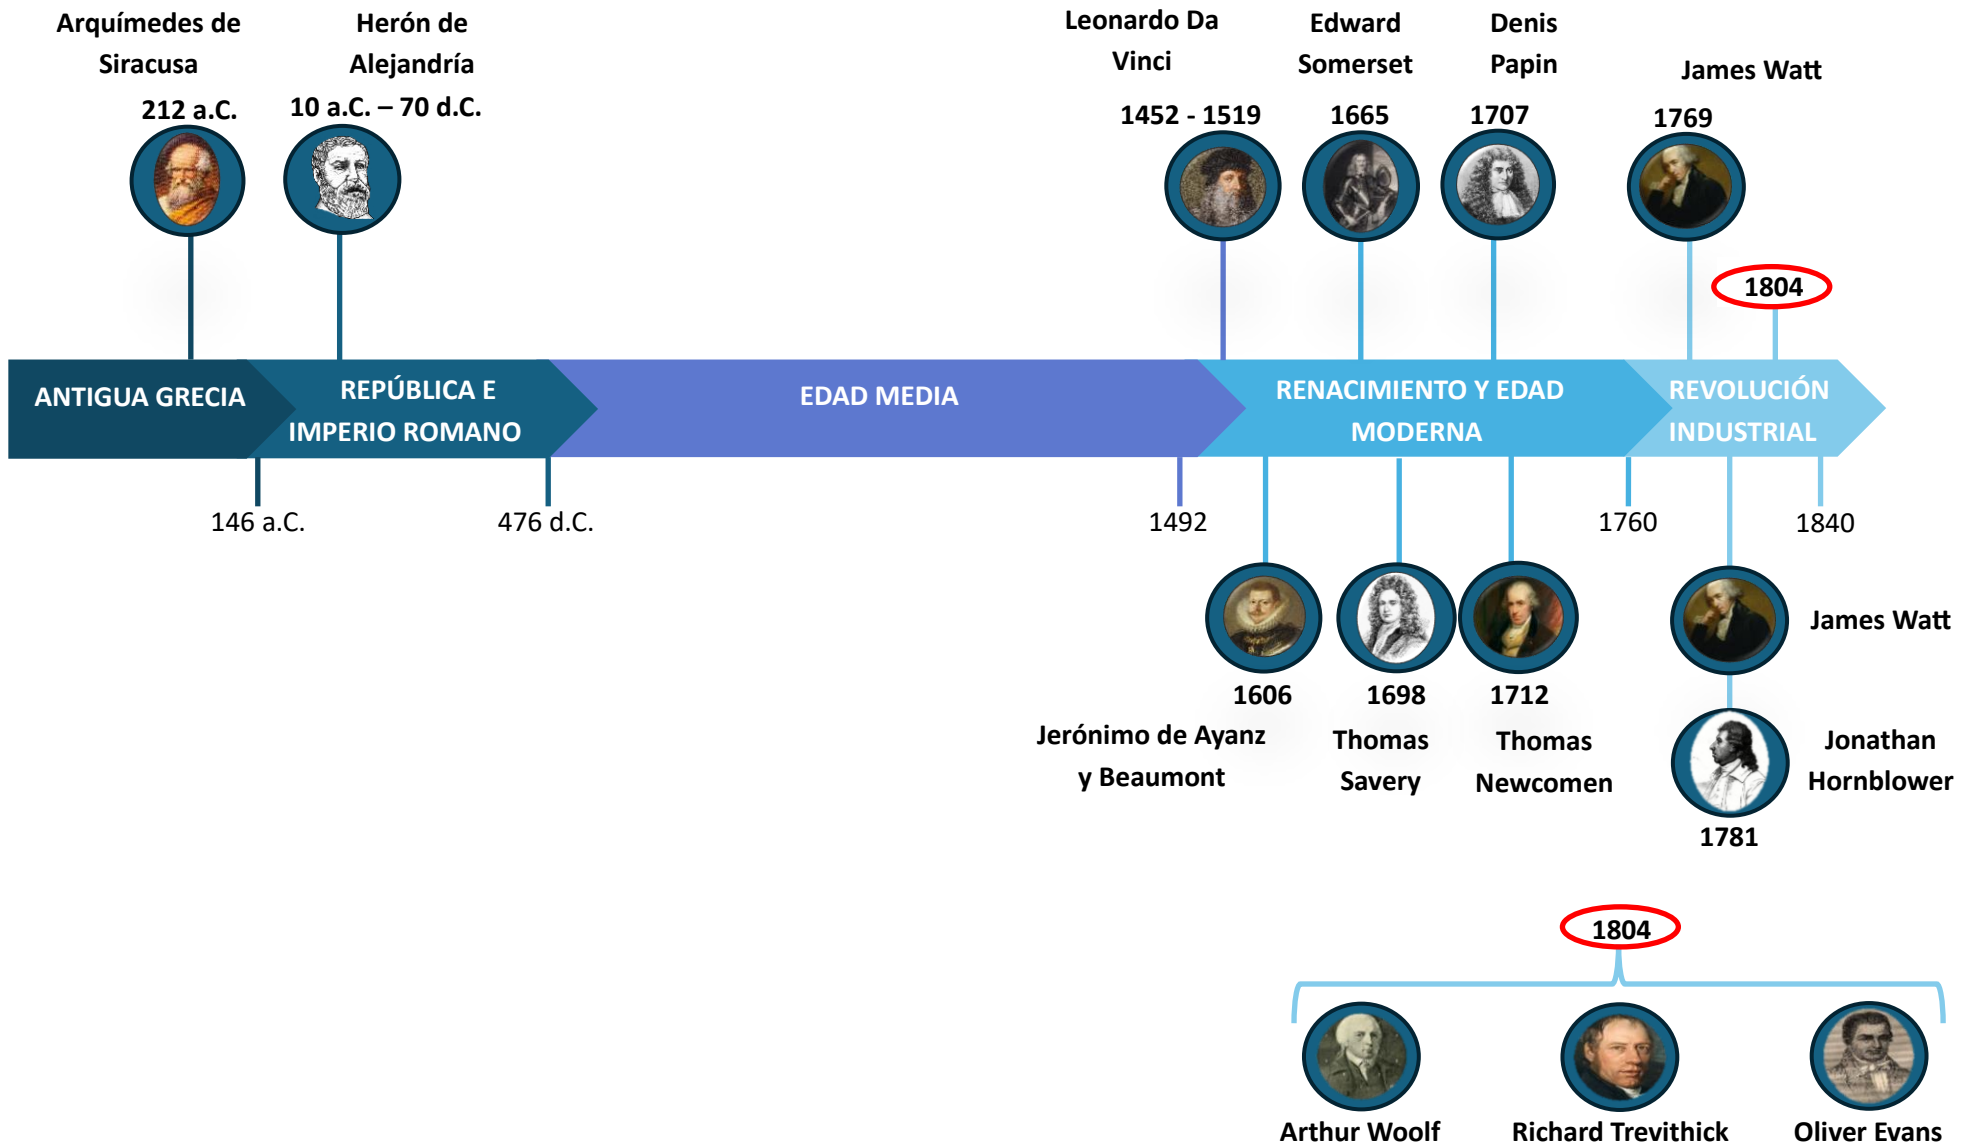 Arquímedes de
Siracusa
212 a.C.
Herón de
Alejandría
10 a.C. – 70 d.C.
Leonardo Da
Vinci
1452 - 1519
Edward
Somerset
1665
Denis
Papin
1707
James Watt
1769
1804
ANTIGUA GRECIA
REPÚBLICA E
IMPERIO ROMANO
EDAD MEDIA
RENACIMIENTO Y EDAD
MODERNA
REVOLUCIÓN
INDUSTRIAL
146 a.C.
476 d.C.
1492
1760
1840
1606
Jerónimo de Ayanz
y Beaumont
1698
Thomas
Savery
1712
Thomas
Newcomen
James Watt
Jonathan
Hornblower
1781
1804
Arthur Woolf
Richard Trevithick
Oliver Evans